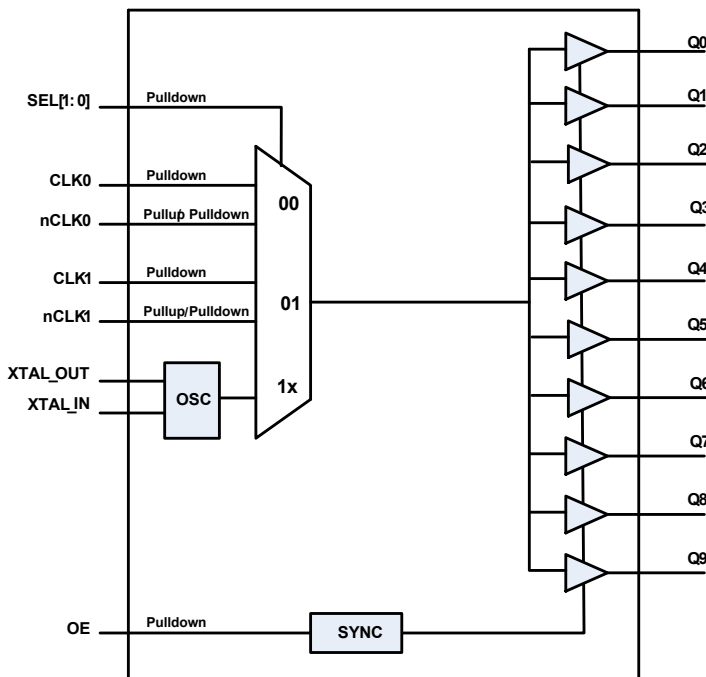 Q0
SEL[1:0] Pulldown
Q1
Q2
CLK0 Pulldown
00
nCLK0 Pullup/ Pulldown
Q3
CLK1 Pulldown
Q4
01
nCLK1 Pullup/Pulldown
Q5
XTAL_OUT
1x
Q6
OSC
XTAL_IN
Q7
Q8
Q9
OE Pulldown
SYNC